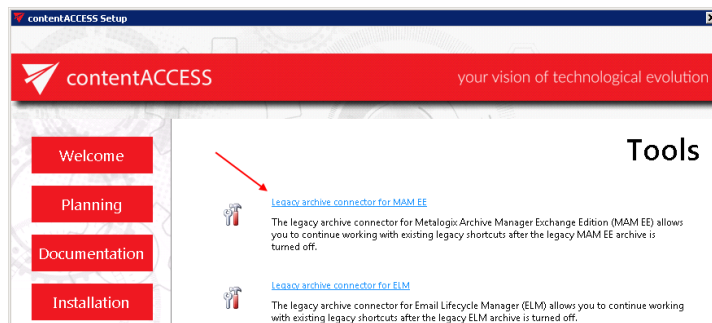 contentACCESS Setup
contentACCESS
your vision of technological evolution
Welcome
Tools
Planning
Legacy archive connector for MAM EE
The legacy archive connector for Metalogix Archive Manager Exchange Edition (MAM EE) allows
you to continue working with existing legacy shortcuts after the legacy MAM EE archive is
turned off.
Documentation
Installation
Legacy archive connector for ELM
The legacy archive connector for Email Lifecycle Manager (ELM) allows you to continue working
with existing legacy shortcuts after the legacy ELM archive is turned off.